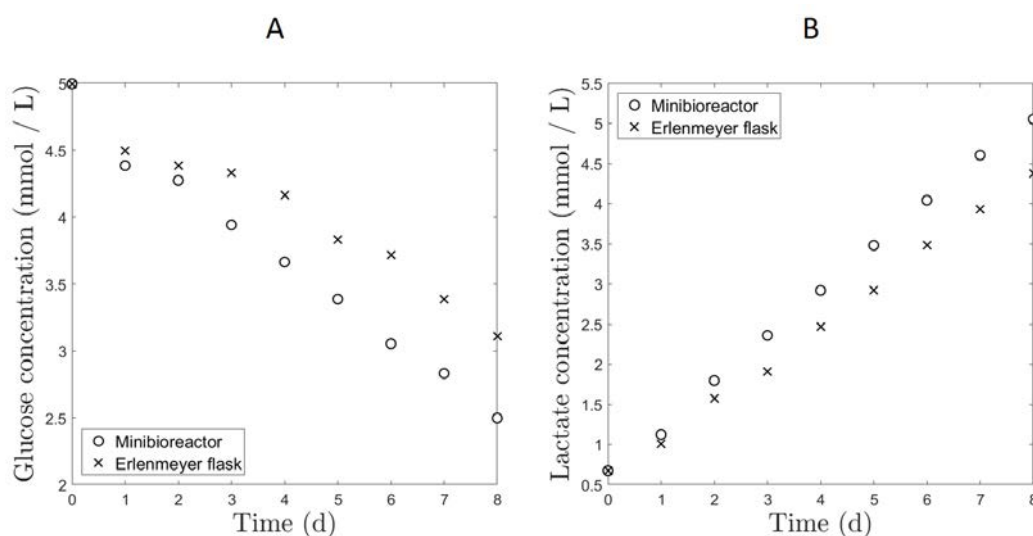 A
Glucose concentration (mmol / L)
5
4.5
4
3.5
3
2.5
2
Minibioreactor
Erlenmeyer flask
0 1 2 3 4 5 6 7 8
Time (d)
B
Lactate concentration (mmol / L)
5.5
5
4.5
4
3.5
3
2.5
2
1.5
1
0.5
Minibioreactor
Erlenmeyer flask
0 1 2 3 4 5 6 7 8
Time (d)